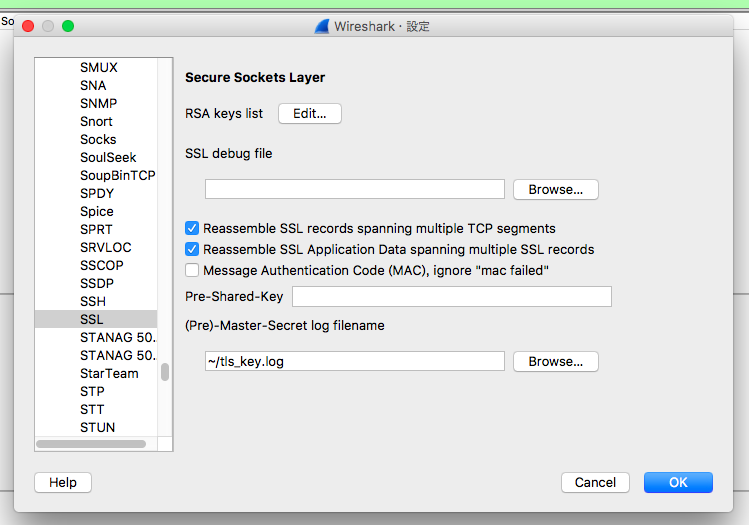 So
Wireshark · 設定
SMUX
SNA
SNMP
Snort
Socks
SoulSeek
SoupBinTCP
SPDY
Spice
SPRT
SRVLOC
SSCOP
SSDP
SSH
SSL
STANAG 50.
STANAG 50.
StarTeam
STP
STT
STUN
Secure Sockets Layer
RSA keys list Edit...
SSL debug file
Browse...
Reassemble SSL records spanning multiple TCP segments
Reassemble SSL Application Data spanning multiple SSL records
Message Authentication Code (MAC), ignore "mac failed"
Pre-Shared-Key
(Pre)-Master-Secret log filename
~/tls_key.log Browse...
Help Cancel OK